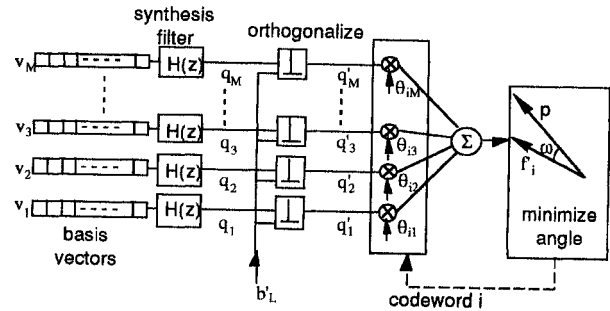 synthesis
filter
orthogonalize
v_M H(z) q_M ⊥ q'_M ⊗ θ_iM
v_3 H(z) q_3 ⊥ q'_3 ⊗ θ_i3
Σ
p
ω
f'_i
v_2 H(z) q_2 ⊥ q'_2 ⊗ θ_i2
v_1 H(z) q_1 ⊥ q'_1 ⊗ θ_i1
minimize
angle
basis
vectors
b'_L
codeword i